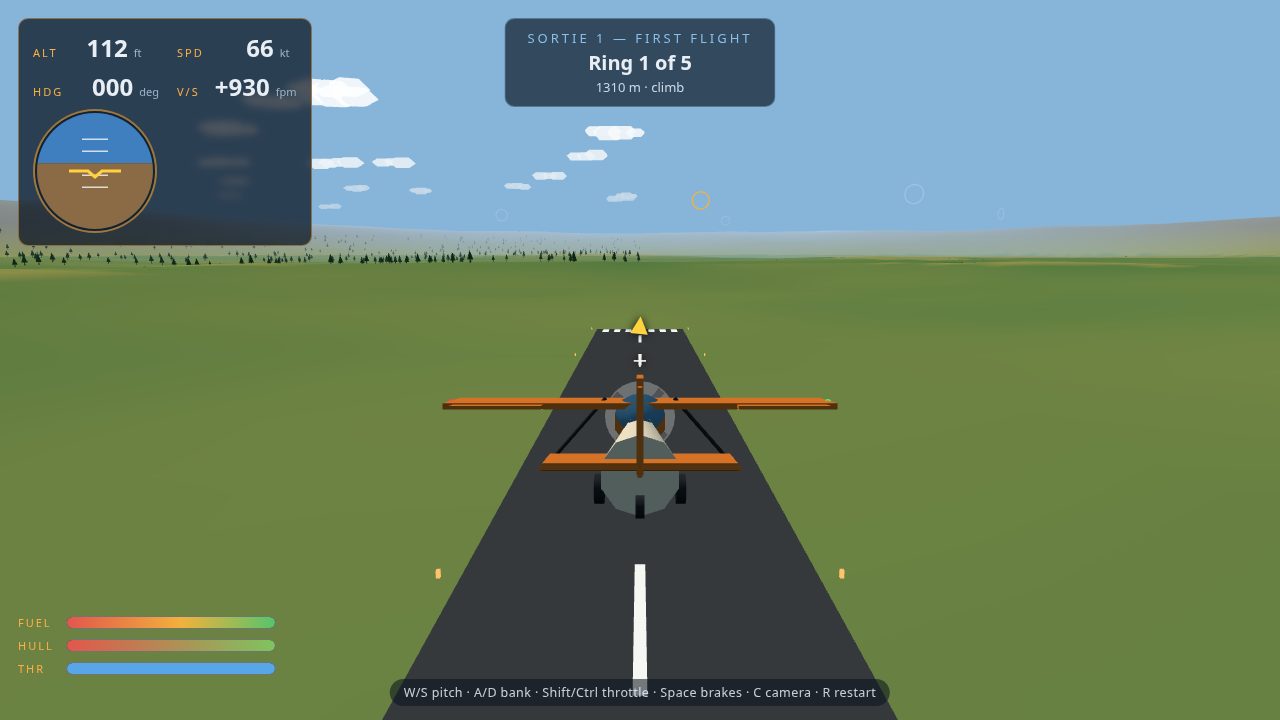 ALT 112 ft SPD 66 kt
HDG 000 deg V/S +930 fpm
SORTIE 1 — FIRST FLIGHT
Ring 1 of 5
1310 m · climb
FUEL
HULL
THR
W/S pitch · A/D bank · Shift/Ctrl throttle · Space brakes · C camera · R restart